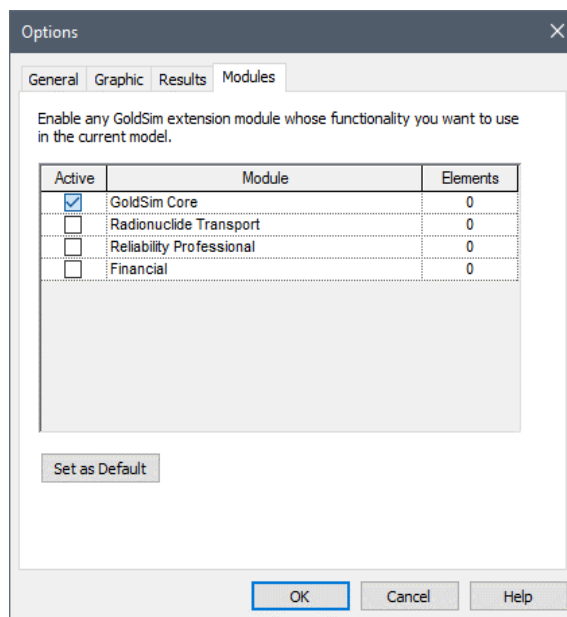 Options
General Graphic Results Modules
Enable any GoldSim extension module whose functionality you want to use
in the current model.
Active Module Elements
GoldSim Core 0
Radionuclide Transport 0
Reliability Professional 0
Financial 0
Set as Default
OK Cancel Help